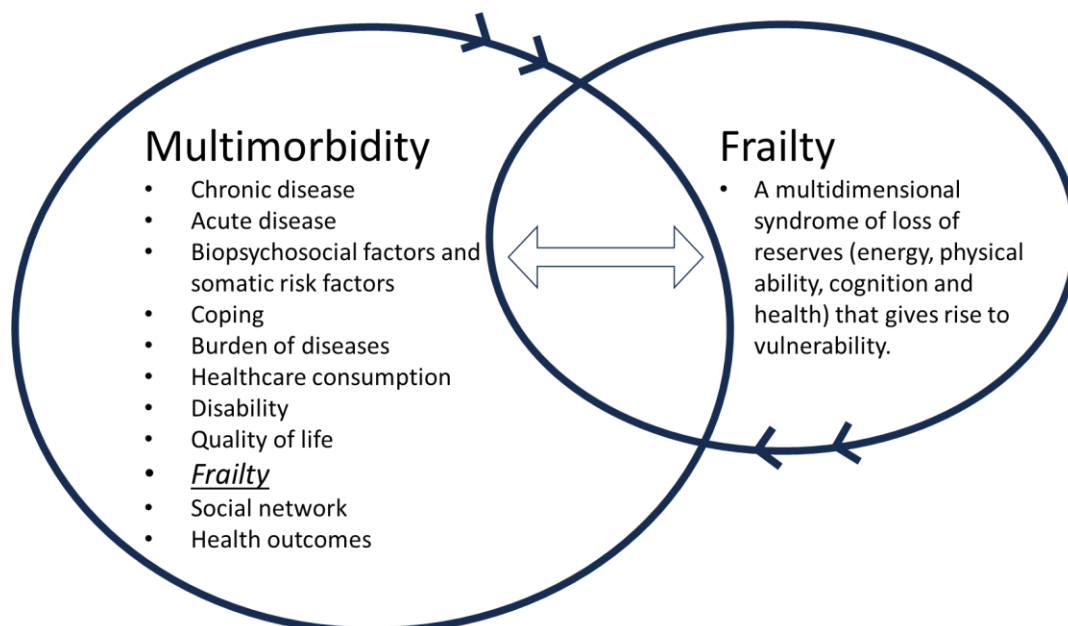 Multimorbidity
• Chronic disease
• Acute disease
• Biopsychosocial factors and
somatic risk factors
• Coping
• Burden of diseases
• Healthcare consumption
• Disability
• Quality of life
• Frailty
• Social network
• Health outcomes
Frailty
• A multidimensional
syndrome of loss of
reserves (energy, physical
ability, cognition and
health) that gives rise to
vulnerability.